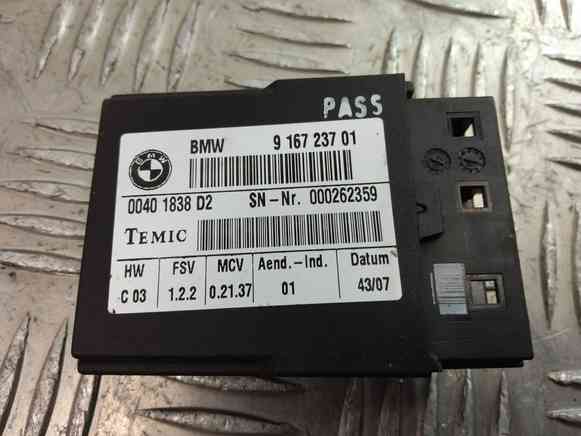 PASS
BMW 9 167 237 01
BMW
0040 1838 D2 SN-Nr. 000262359
TEMIC
HW FSV MCV Aend.-Ind. Datum
C 03 1.2.2 0.21.37 01 43/07